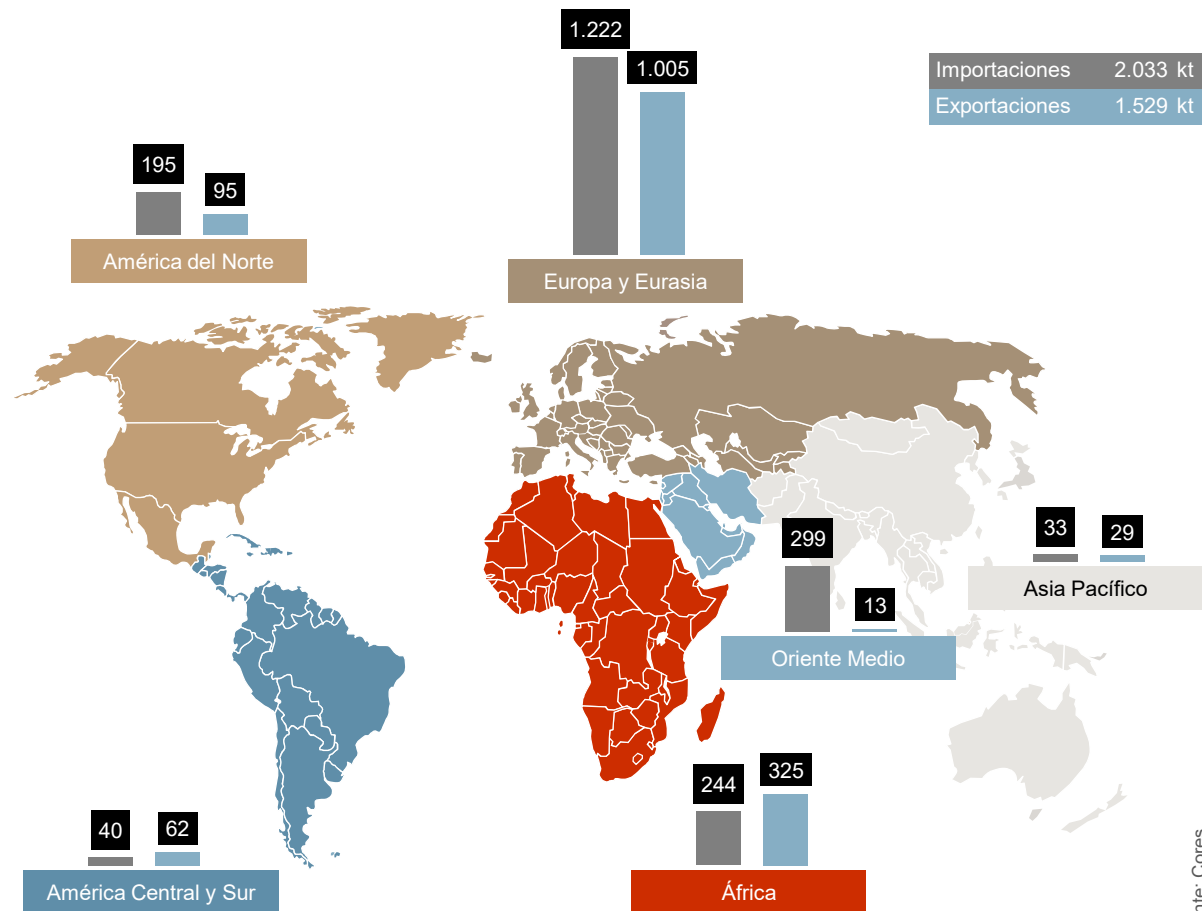 1.222
1.005
Importaciones 2.033 kt
Exportaciones 1.529 kt
195
95
América del Norte
Europa y Eurasia
299
13
Oriente Medio
33
29
Asia Pacífico
244
325
África
40
62
América Central y Sur
Cores